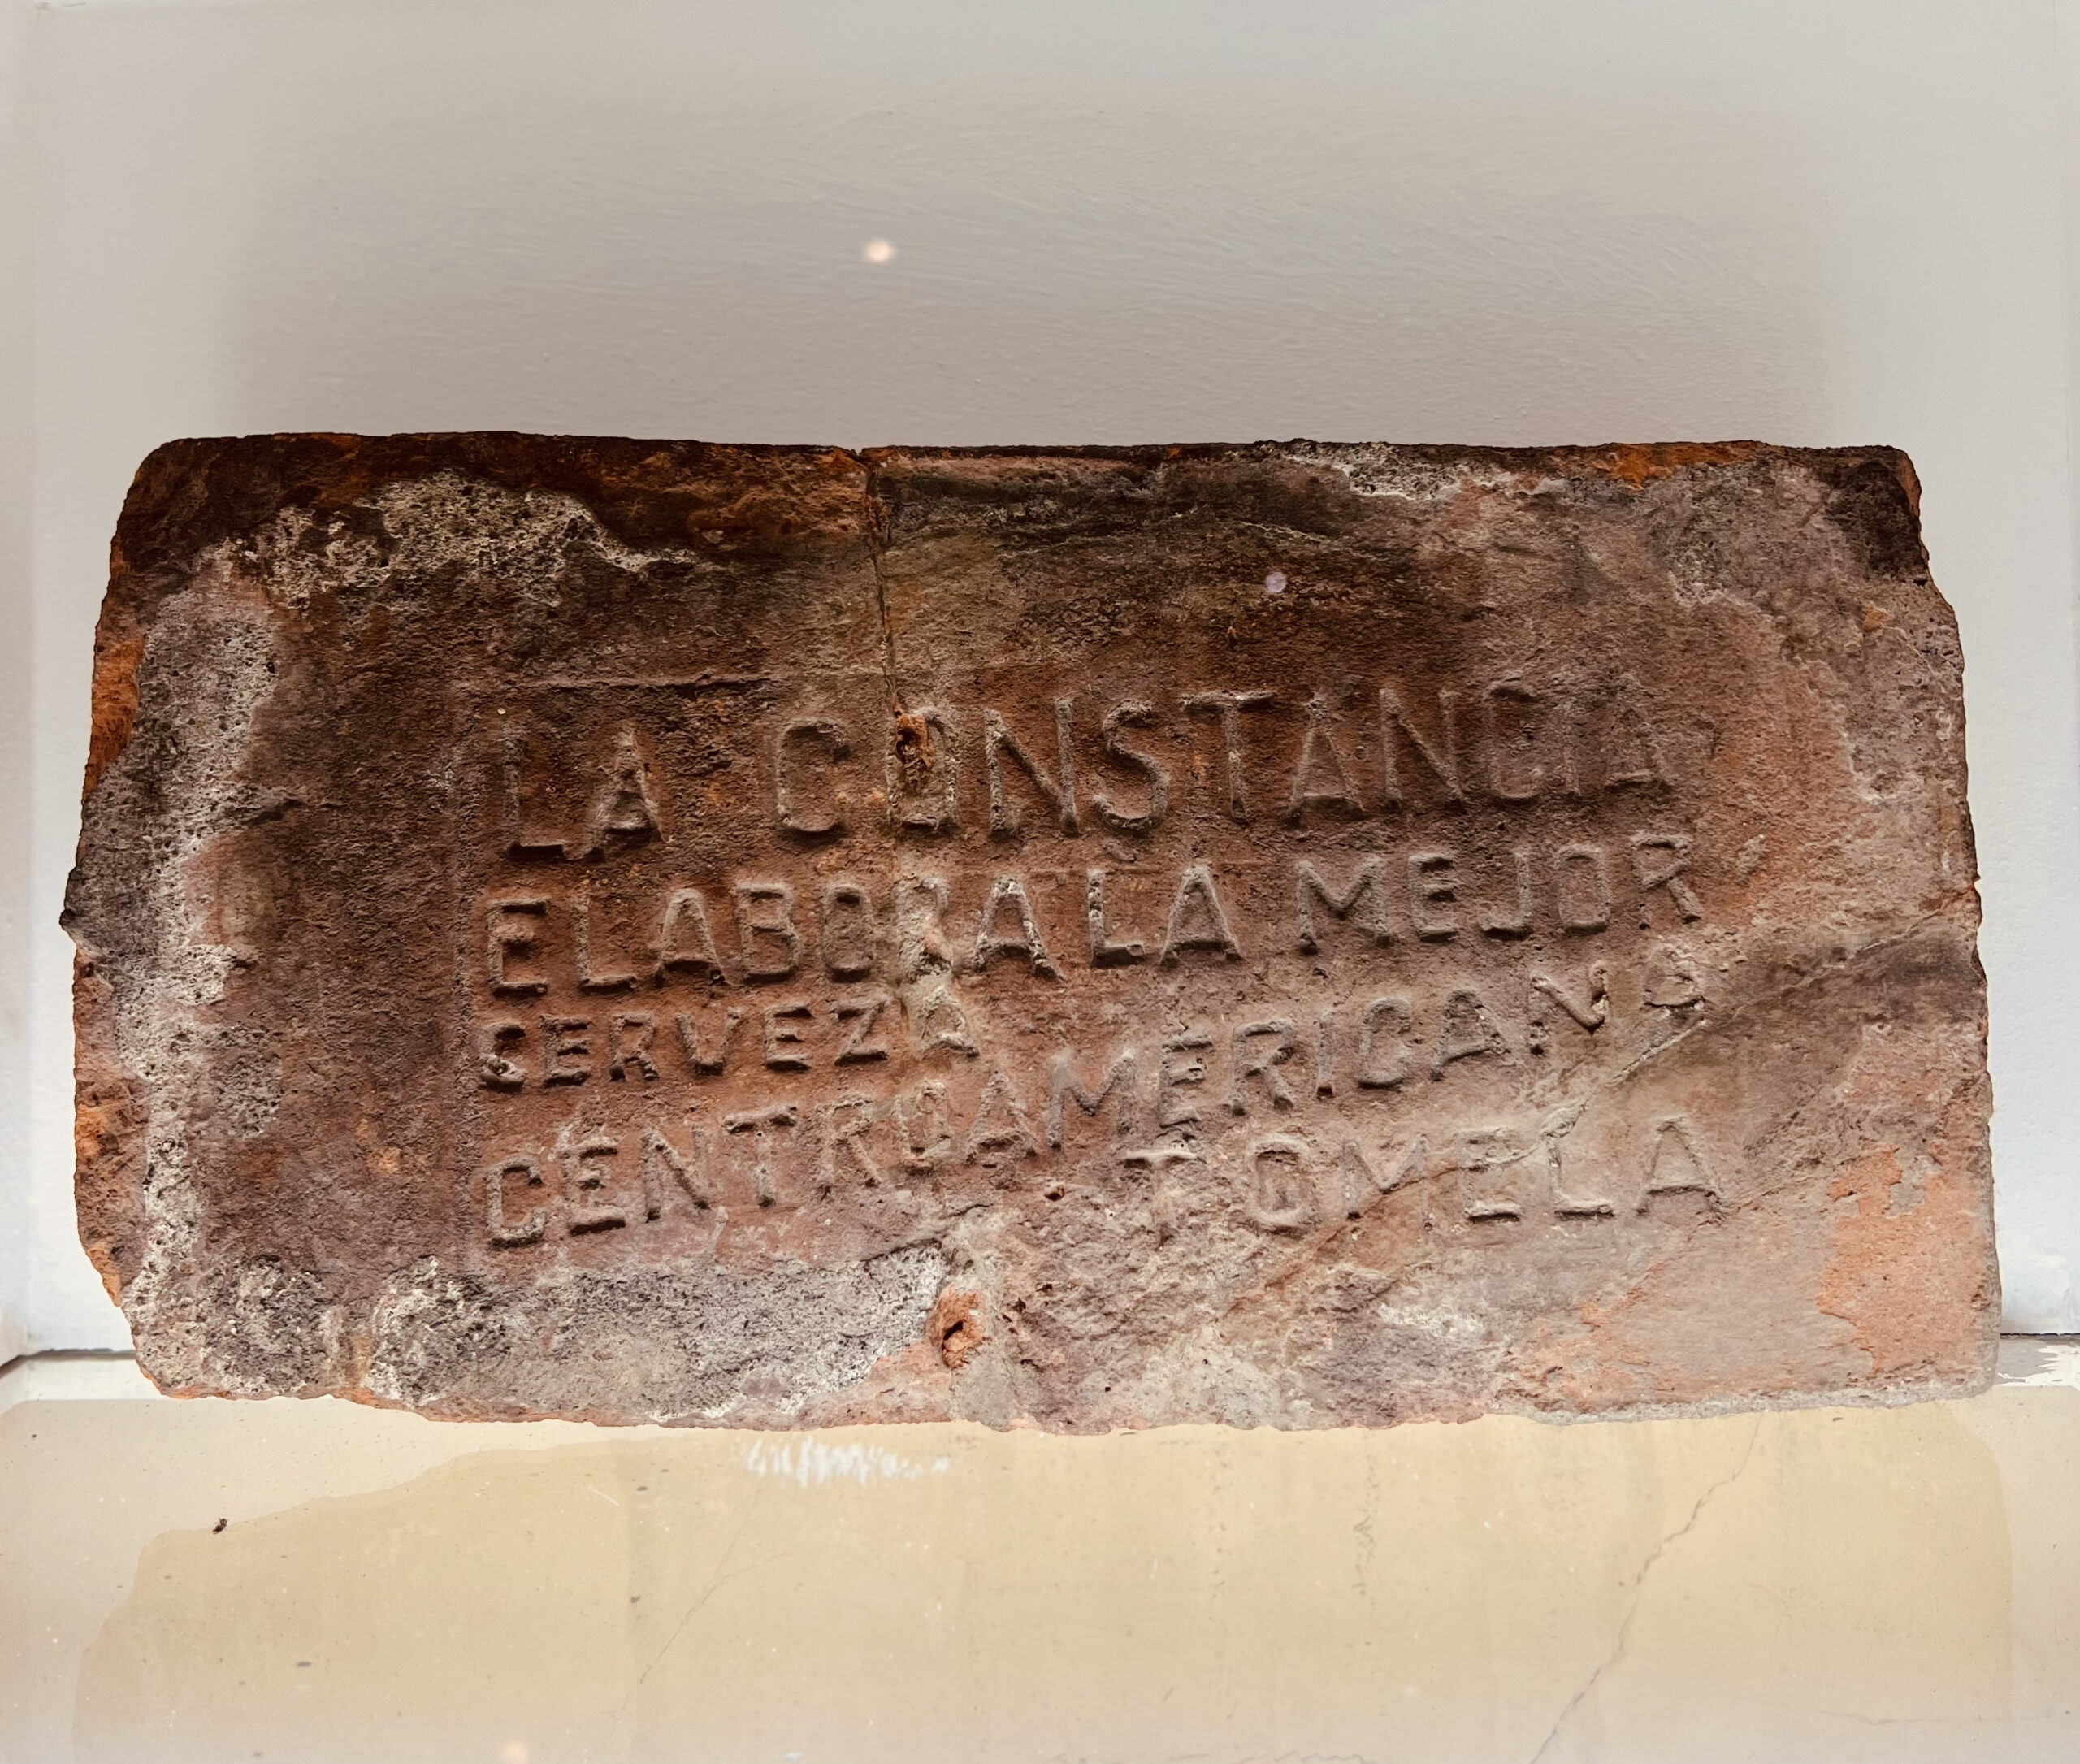 LA CONSTANCIA
ELABORA LA MEJOR
CERVEZA
CENTROAMERICANA
TOMELA